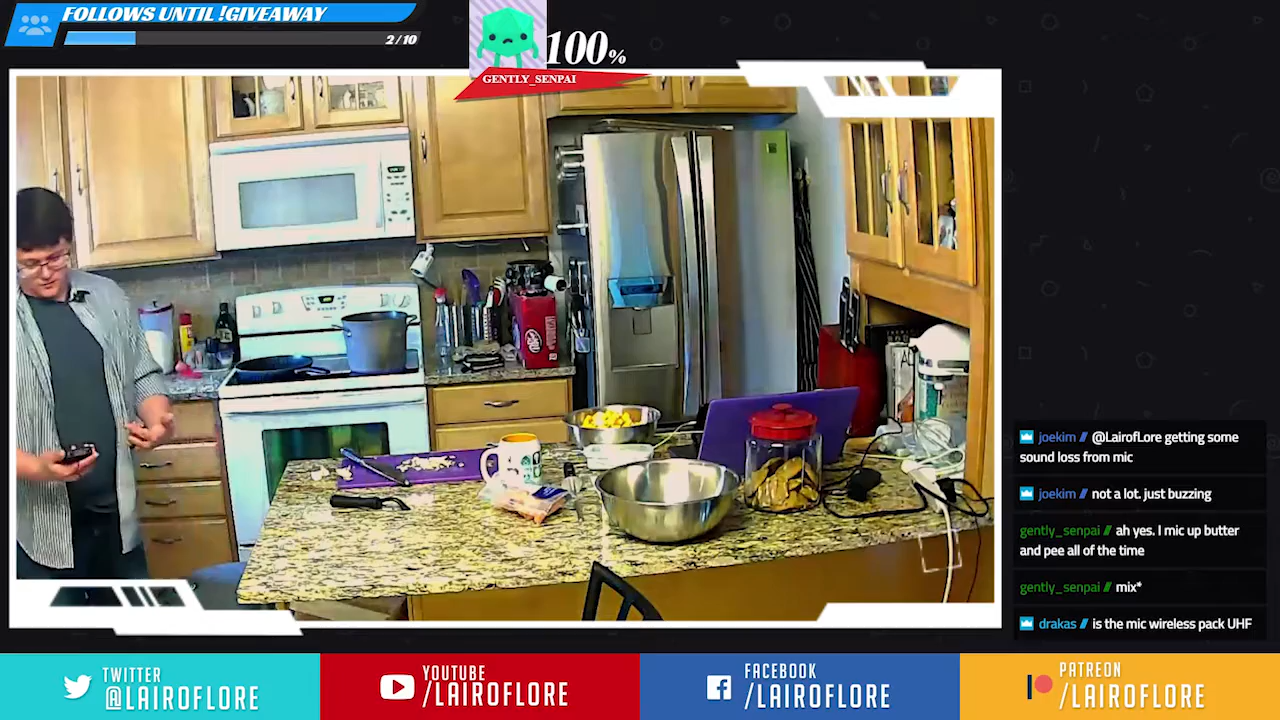 FOLLOWS UNTIL !GIVEAWAY
2/10
100%
GENTLY_SENPAI
joekim // @LairofLore getting some
sound loss from mic
joekim // not a lot. just buzzing
gently_senpai // ah yes. I mic up butter
and pee all of the time
gently_senpai // mix*
drakas // is the mic wireless pack UHF
TWITTER
@LAIROFLORE
YOUTUBE
/LAIROFLORE
FACEBOOK
/LAIROFLORE
PATREON
/LAIROFLORE